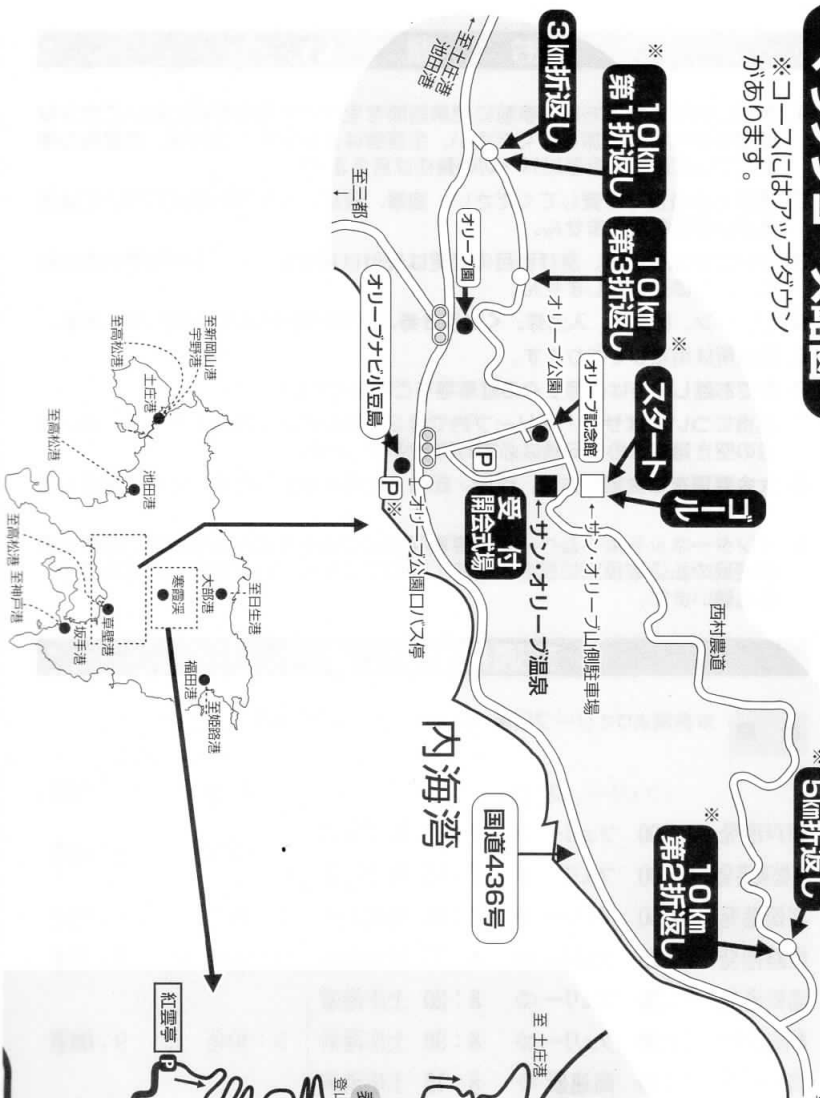 ※コースにはアップダウン
があります。
3km折返し
※
10km
第1折返し
10km
第3折返し
※
スタート
ゴール
※
5km折返し
※
10km
第2折返し
←至土庄港
池田港
至三都
↓
オリーブ園
オリーブ公園
オリーブ記念館
P
受付
開会式場
←サン・オリーブ温泉
←サン・オリーブ山側駐車場
西村農道
オリーブナビ小豆島
P※
オリーブ公園口バス停
内海湾
国道436号
至新岡山港
宇野港
至高松港
土庄港
至高松港
池田港
至高松港
至神戸港
草壁港
坂手港
寒霞渓
大部港
至日生港
福田港
至姫路港
紅雲亭
P
至 土庄港
登山